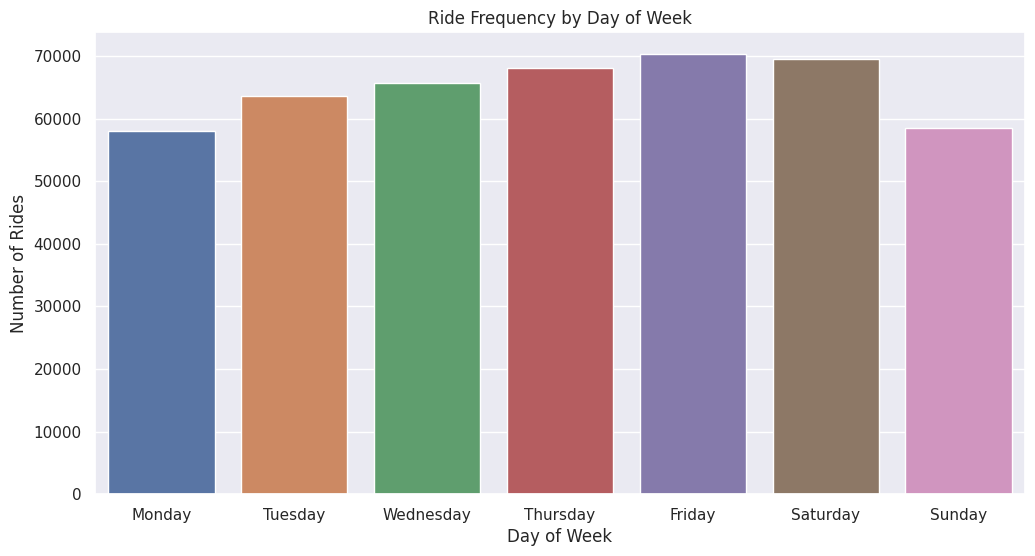 Ride Frequency by Day of Week
Number of Rides
70000
60000
50000
40000
30000
20000
10000
0
Monday Tuesday Wednesday Thursday Friday Saturday Sunday
Day of Week